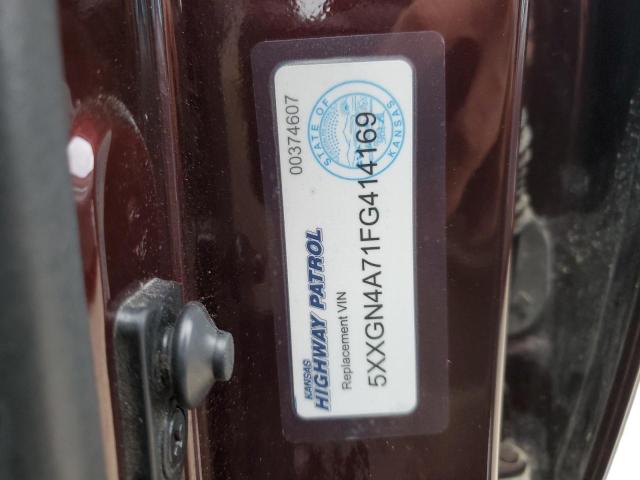 00374607
STATE OF KANSAS
KANSAS
HIGHWAY PATROL
Replacement VIN
5XXGN4A71FG414169